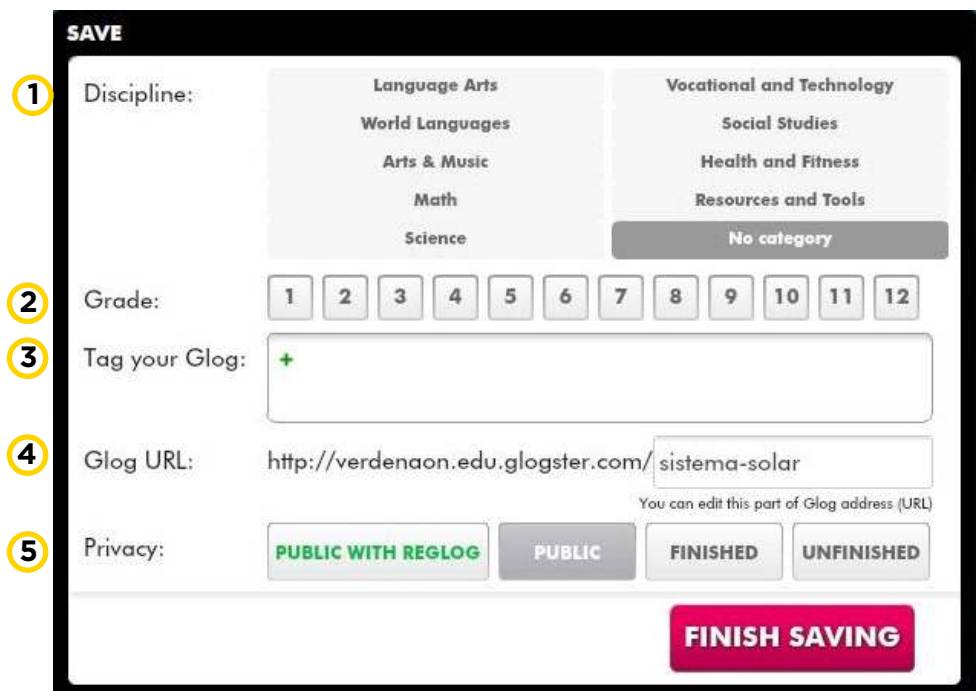 SAVE
1 Discipline:
Language Arts Vocational and Technology
World Languages Social Studies
Arts & Music Health and Fitness
Math Resources and Tools
Science No category
2 Grade: 1 2 3 4 5 6 7 8 9 10 11 12
3 Tag your Glog: +
4 Glog URL: http://verdenaon.edu.glogster.com/ sistema-solar
You can edit this part of Glog address (URL)
5 Privacy: PUBLIC WITH REGLOG PUBLIC FINISHED UNFINISHED
FINISH SAVING